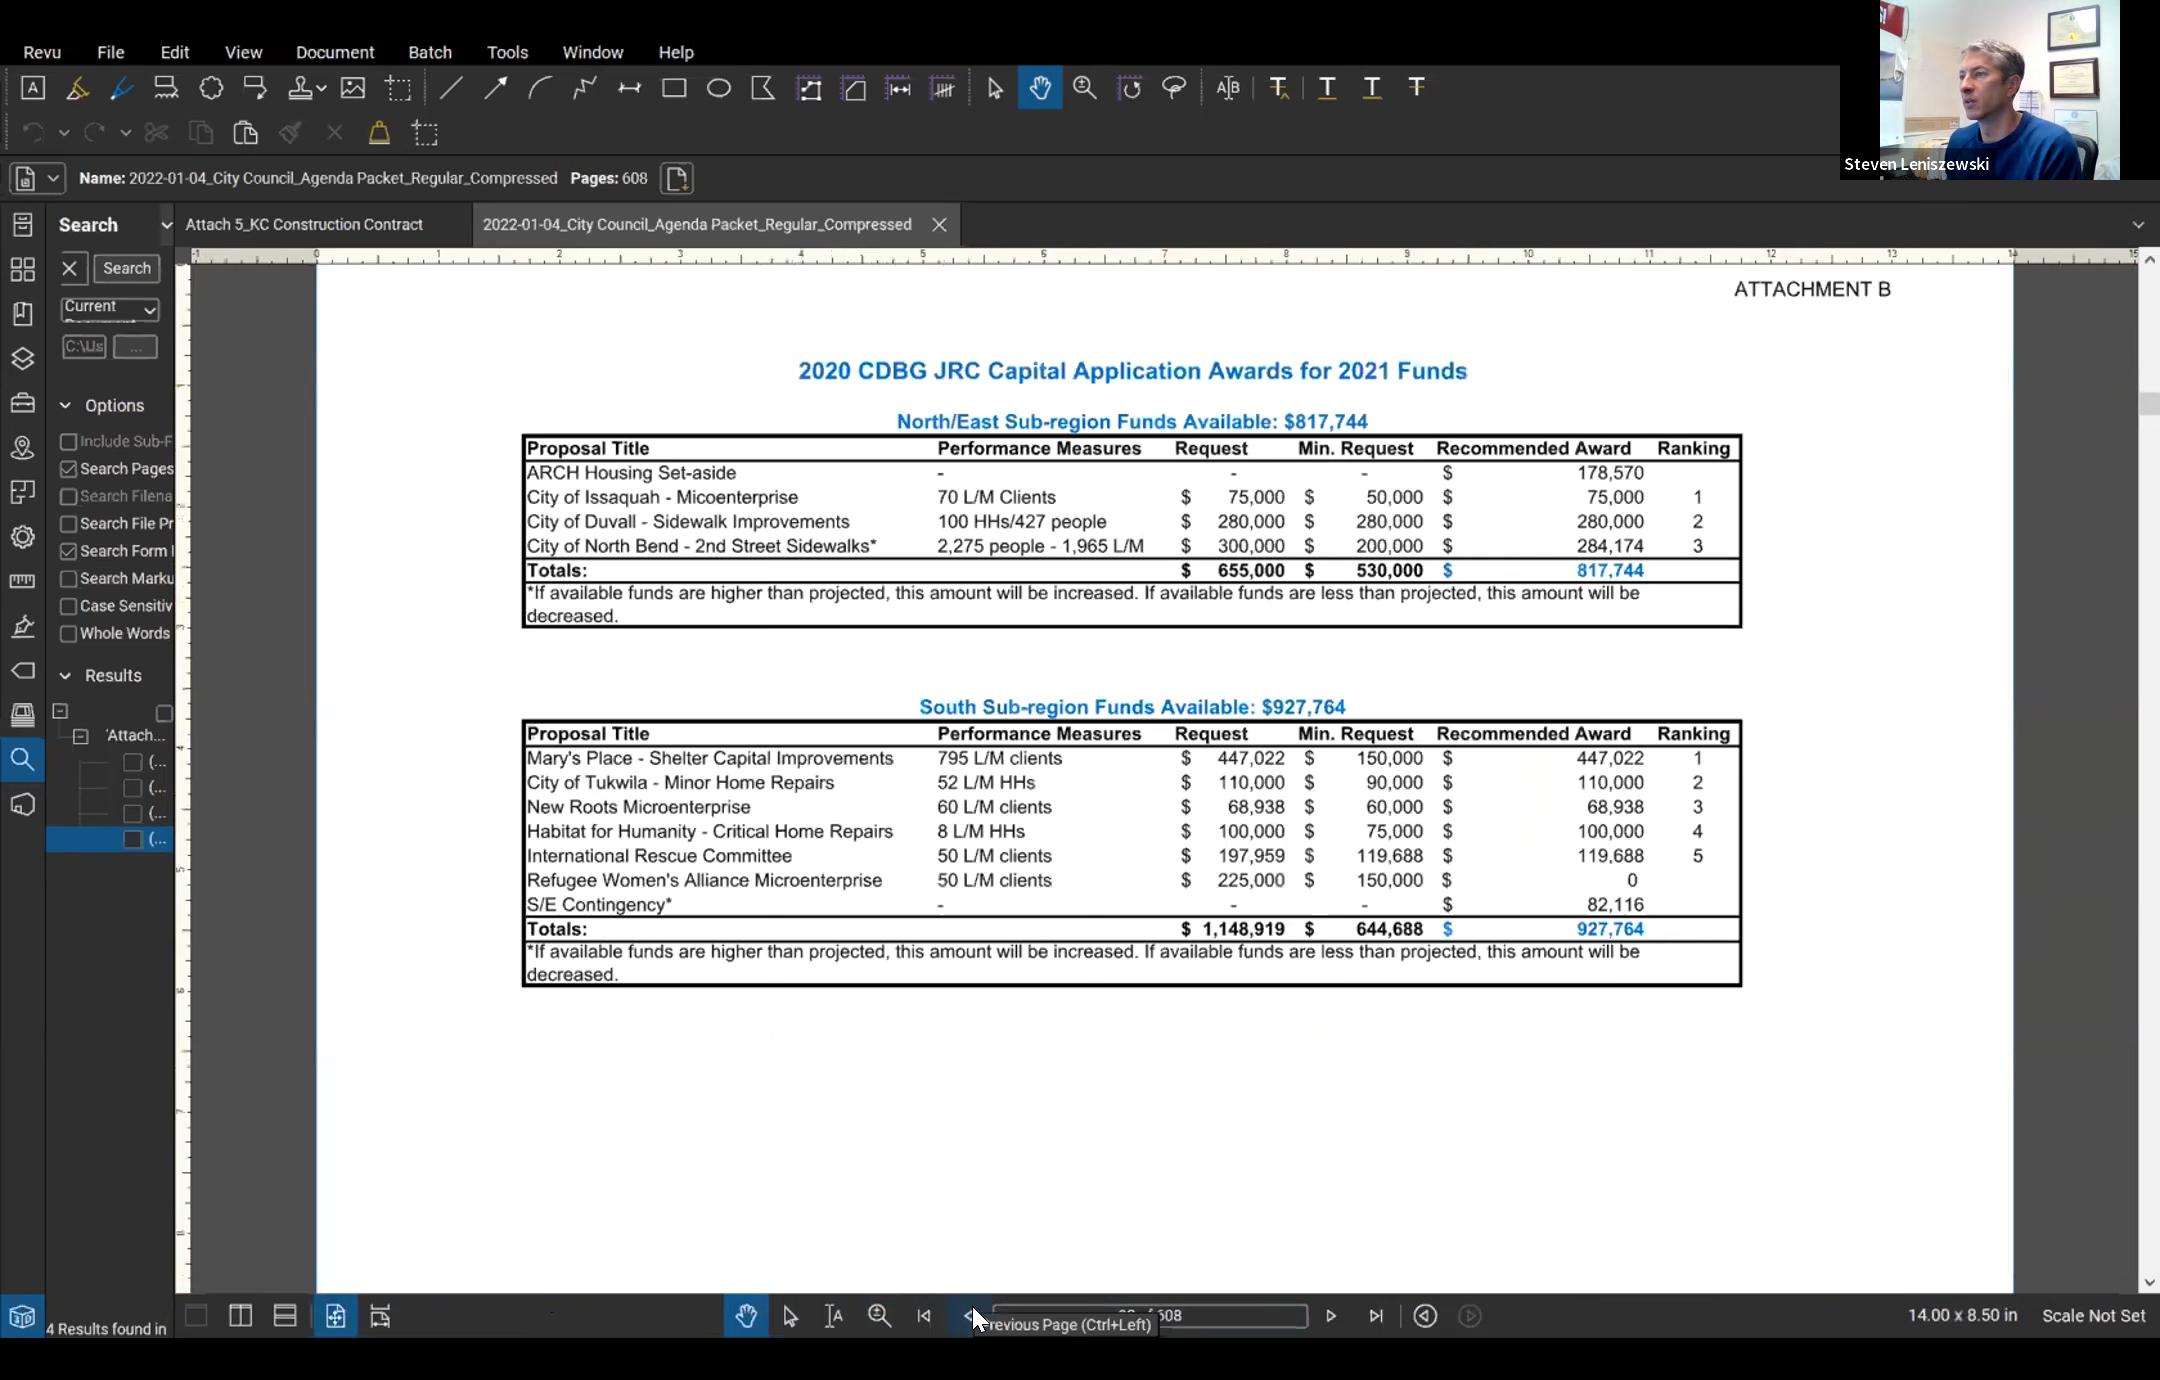 Revu File Edit View Document Batch Tools Window Help
Steven Leniszewski
Name: 2022-01-04_City Council_Agenda Packet_Regular_Compressed Pages: 608
Search Attach 5_KC Construction Contract 2022-01-04_City Council_Agenda Packet_Regular_Compressed
Search
Current
C:\Us ...
Options
Include Sub-F
Search Pages
Search Filena
Search File Pr
Search Form
Search Marku
Case Sensitiv
Whole Words
Results
'Attach...
(...
(...
(...
(...
4 Results found in
ATTACHMENT B
2020 CDBG JRC Capital Application Awards for 2021 Funds
North/East Sub-region Funds Available: $817,744
Proposal Title Performance Measures Request Min. Request Recommended Award Ranking
ARCH Housing Set-aside - - - $ 178,570
City of Issaquah - Micoenterprise 70 L/M Clients $ 75,000 $ 50,000 $ 75,000 1
City of Duvall - Sidewalk Improvements 100 HHs/427 people $ 280,000 $ 280,000 $ 280,000 2
City of North Bend - 2nd Street Sidewalks* 2,275 people - 1,965 L/M $ 300,000 $ 200,000 $ 284,174 3
Totals: $ 655,000 $ 530,000 $ 817,744
*If available funds are higher than projected, this amount will be increased. If available funds are less than projected, this amount will be
decreased.
South Sub-region Funds Available: $927,764
Proposal Title Performance Measures Request Min. Request Recommended Award Ranking
Mary's Place - Shelter Capital Improvements 795 L/M clients $ 447,022 $ 150,000 $ 447,022 1
City of Tukwila - Minor Home Repairs 52 L/M HHs $ 110,000 $ 90,000 $ 110,000 2
New Roots Microenterprise 60 L/M clients $ 68,938 $ 60,000 $ 68,938 3
Habitat for Humanity - Critical Home Repairs 8 L/M HHs $ 100,000 $ 75,000 $ 100,000 4
International Rescue Committee 50 L/M clients $ 197,959 $ 119,688 $ 119,688 5
Refugee Women's Alliance Microenterprise 50 L/M clients $ 225,000 $ 150,000 $ 0
S/E Contingency* - - - $ 82,116
Totals: $ 1,148,919 $ 644,688 $ 927,764
*If available funds are higher than projected, this amount will be increased. If available funds are less than projected, this amount will be
decreased.
608
Previous Page (Ctrl+Left)
14.00 x 8.50 in Scale Not Set